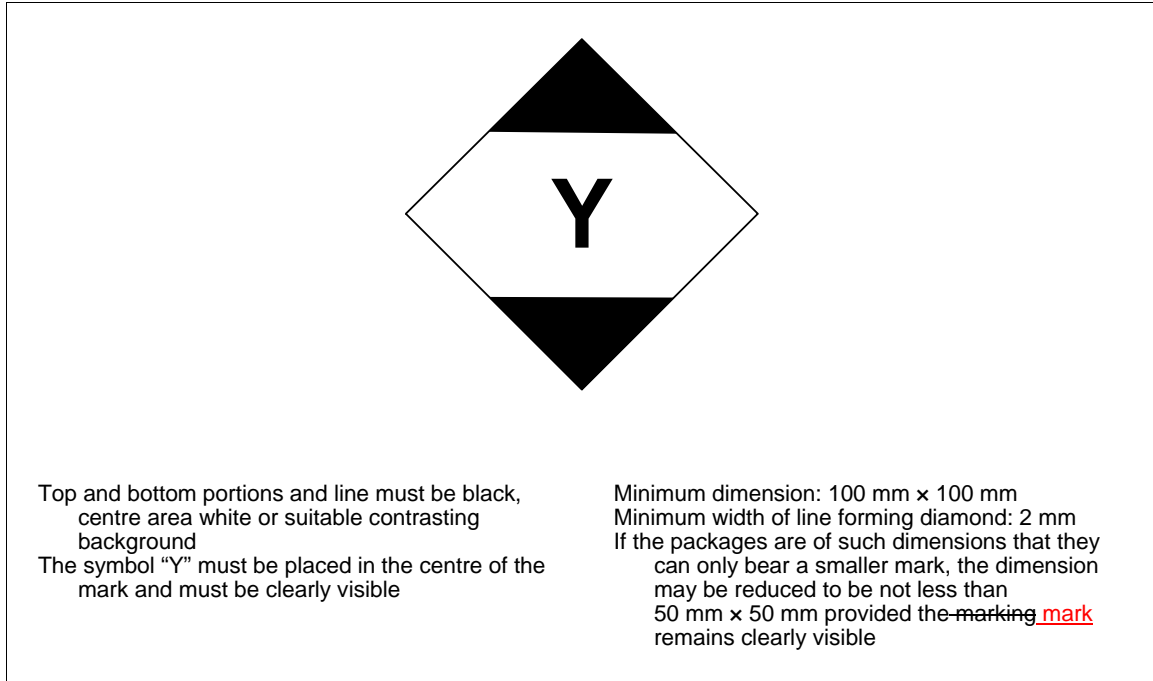 Y
Top and bottom portions and line must be black,
centre area white or suitable contrasting
background
The symbol “Y” must be placed in the centre of the
mark and must be clearly visible
Minimum dimension: 100 mm × 100 mm
Minimum width of line forming diamond: 2 mm
If the packages are of such dimensions that they
can only bear a smaller mark, the dimension
may be reduced to be not less than
50 mm × 50 mm provided the marking mark
remains clearly visible